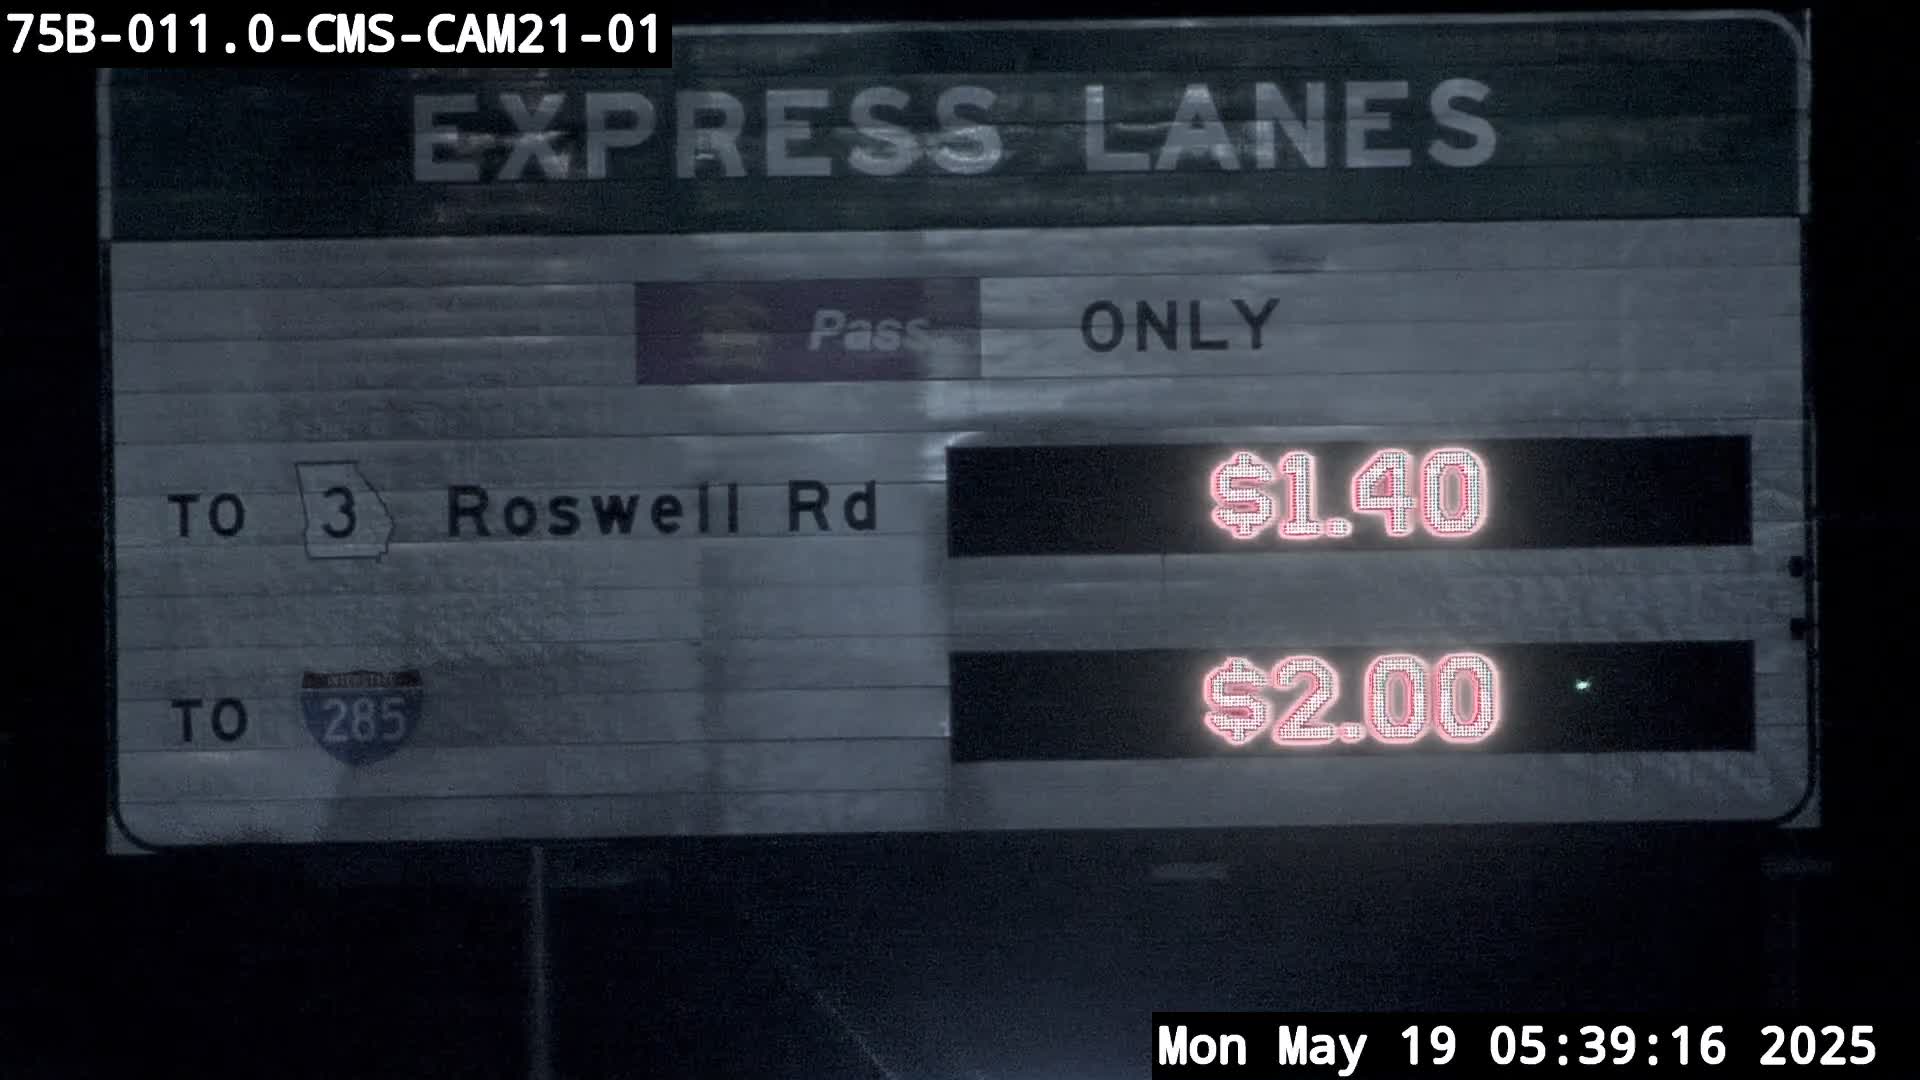 75B-011.0-CMS-CAM21-01
EXPRESS LANES
Pass ONLY
TO 3 Roswell Rd $1.40
TO INTERSTATE 285 $2.00
Mon May 19 05:39:16 2025